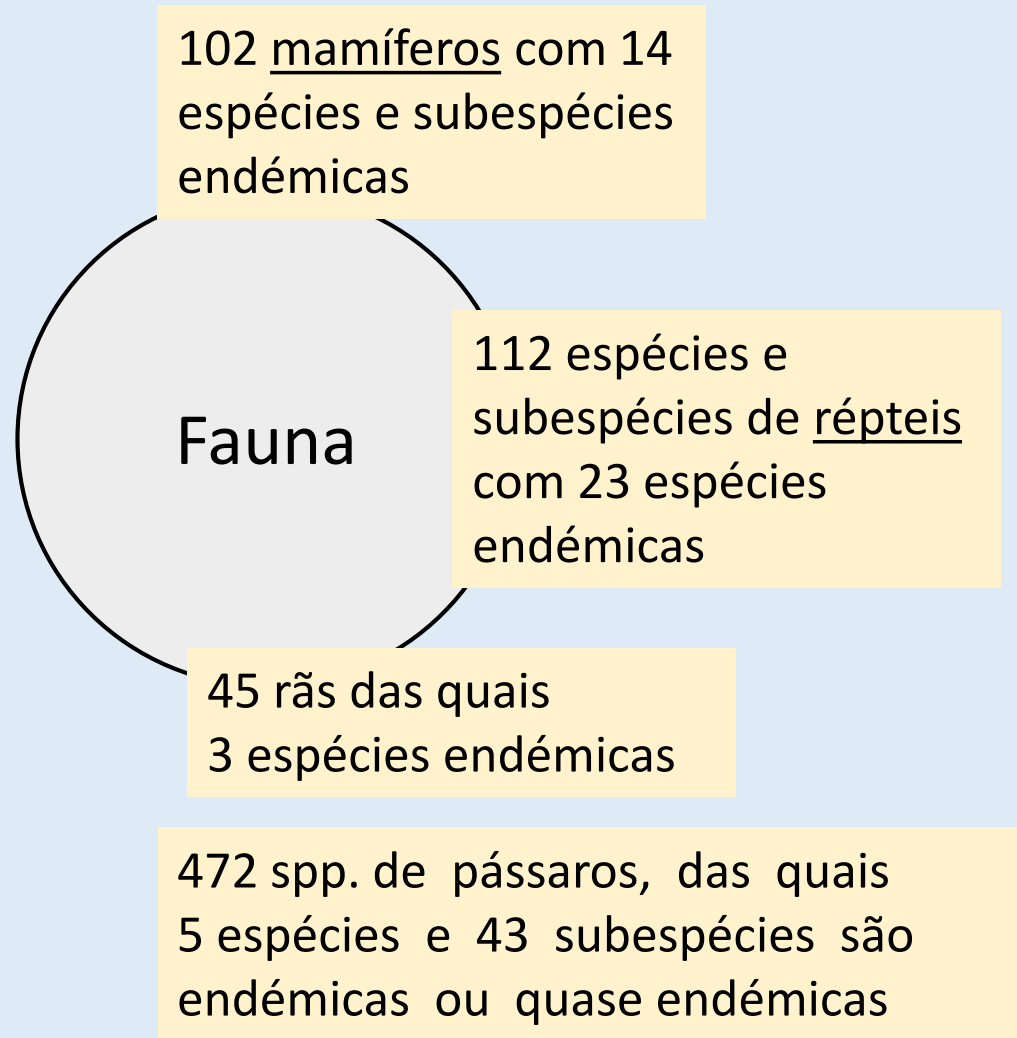 102 mamíferos com 14
espécies e subespécies
endémicas
Fauna
112 espécies e
subespécies de répteis
com 23 espécies
endémicas
45 rãs das quais
3 espécies endémicas
472 spp. de pássaros, das quais
5 espécies e 43 subespécies são
endémicas ou quase endémicas